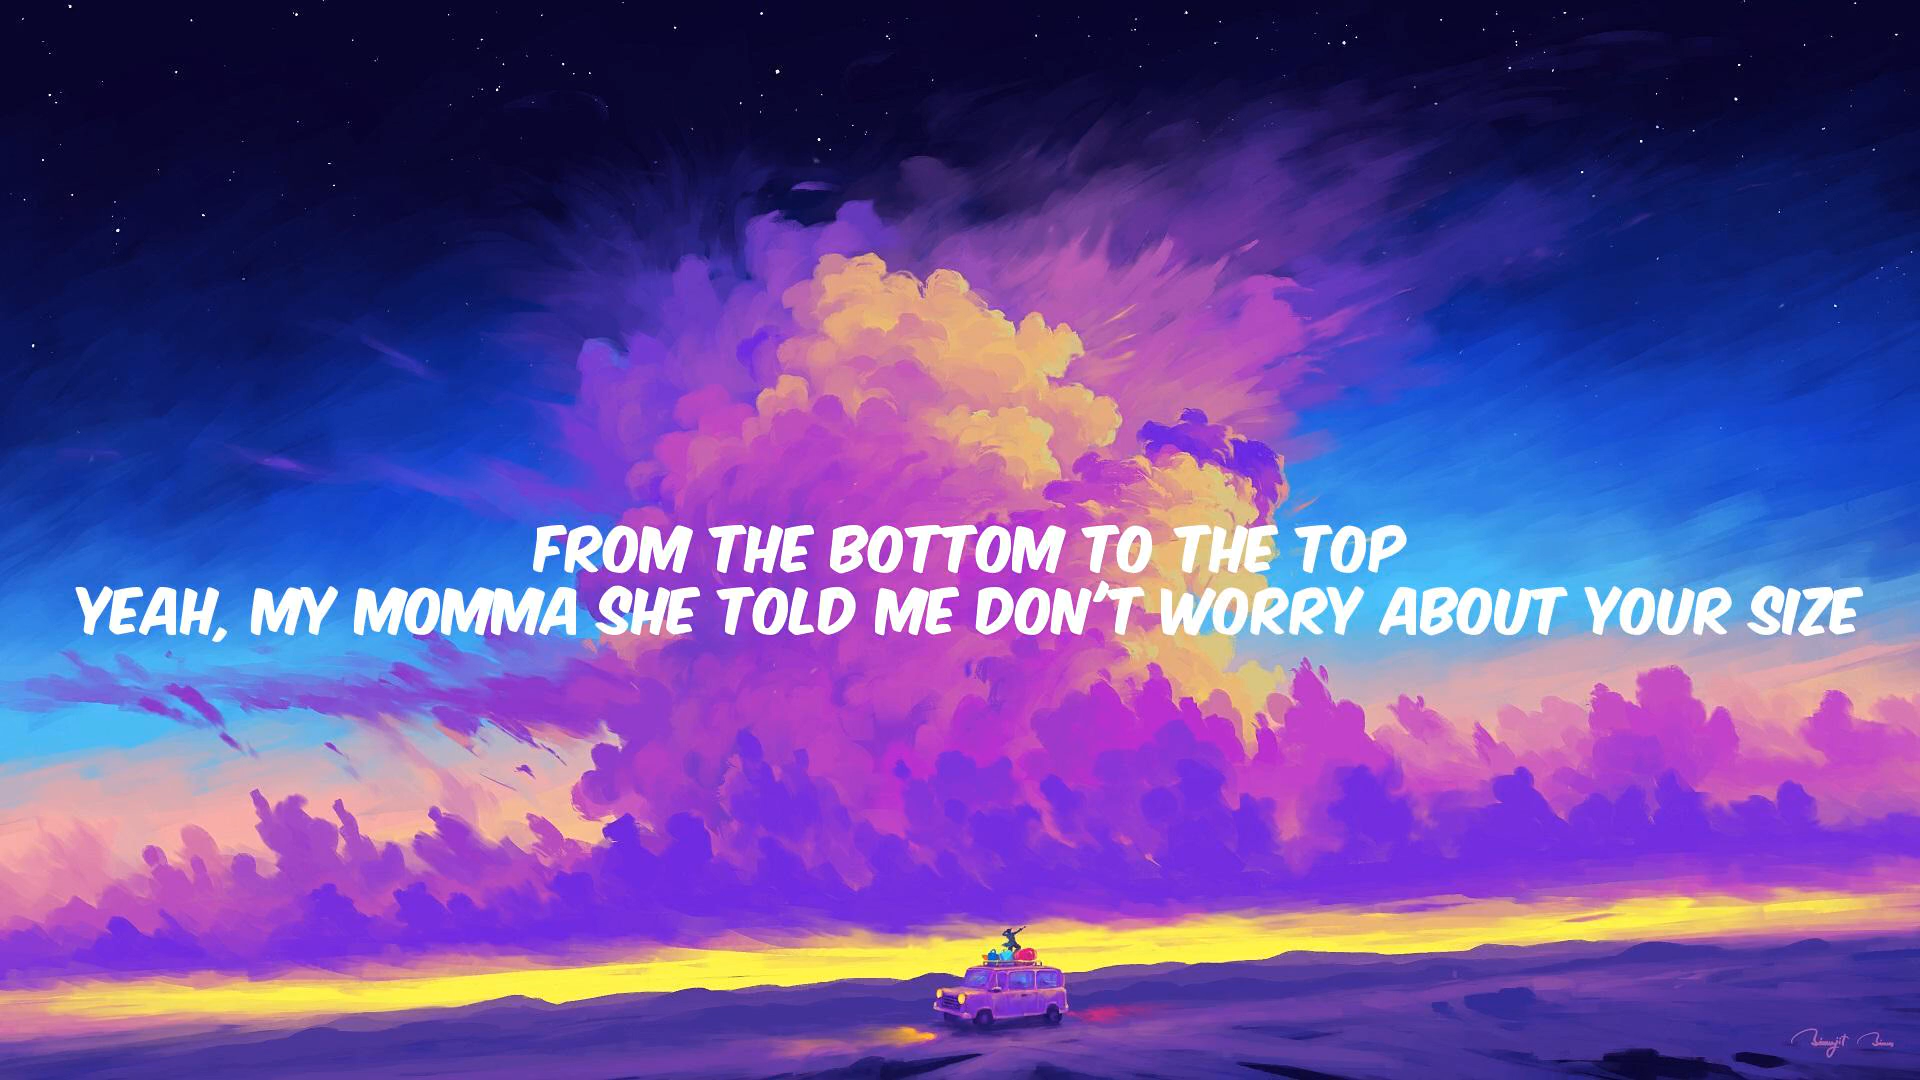 FROM THE BOTTOM TO THE TOP
YEAH, MY MOMMA SHE TOLD ME DON'T WORRY ABOUT YOUR SIZE